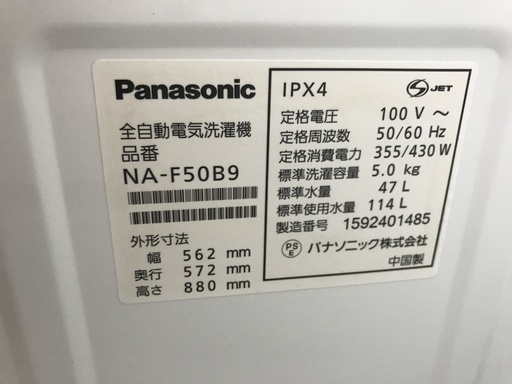 Panasonic
全自動電気洗濯機
品番
NA-F50B9
外形寸法
幅 562 mm
奥行 572 mm
高さ 880 mm
IPX4
S JET
定格電圧 100 V ~
定格周波数 50/60 Hz
定格消費電力 355/430 W
標準洗濯容量 5.0 kg
標準水量 47 L
標準使用水量 114 L
製造番号 1592401485
PS E パナソニック株式会社
中国製